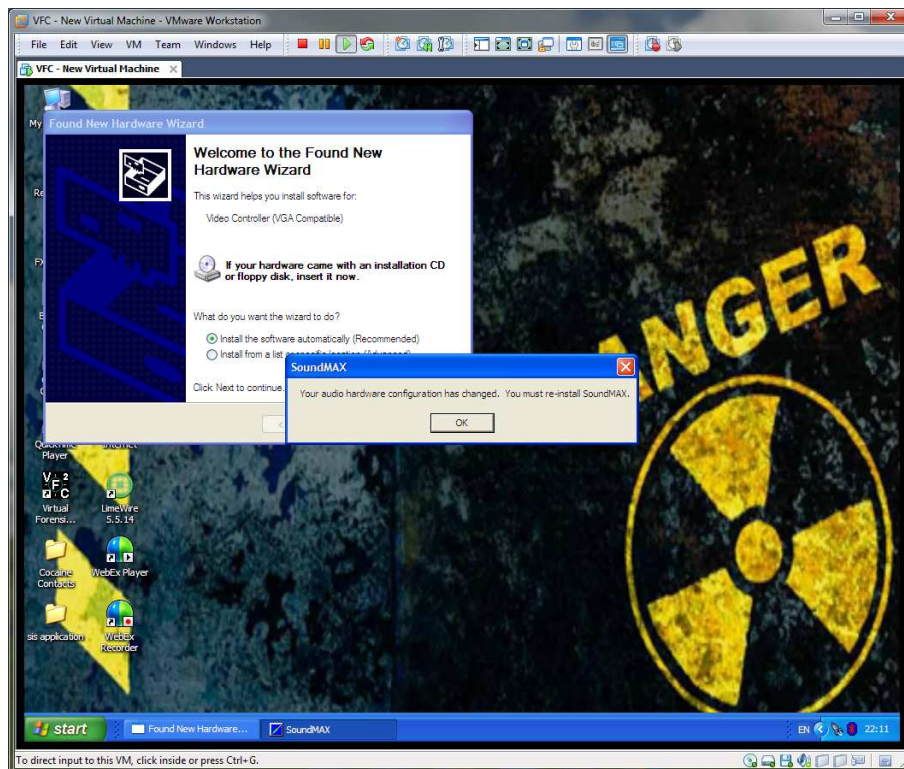 VFC - New Virtual Machine - VMware Workstation
File Edit View VM Team Windows Help
VFC - New Virtual Machine
My
Found New Hardware Wizard
Welcome to the Found New
Hardware Wizard
This wizard helps you install software for:
Video Controller (VGA Compatible)
If your hardware came with an installation CD
or floppy disk, insert it now.
What do you want the wizard to do?
Install the software automatically (Recommended)
Install from a list
Click Next to continue.
SoundMAX
Your audio hardware configuration has changed. You must re-install SoundMAX.
OK
DANGER
Player
V F 2 C
Virtual
Forensi...
LimeWire
5.5.14
Cocaine
Contacts
WebEx Player
sis application
WebEx
Recorder
start
Found New Hardware...
SoundMAX
EN
22:11
To direct input to this VM, click inside or press Ctrl+G.